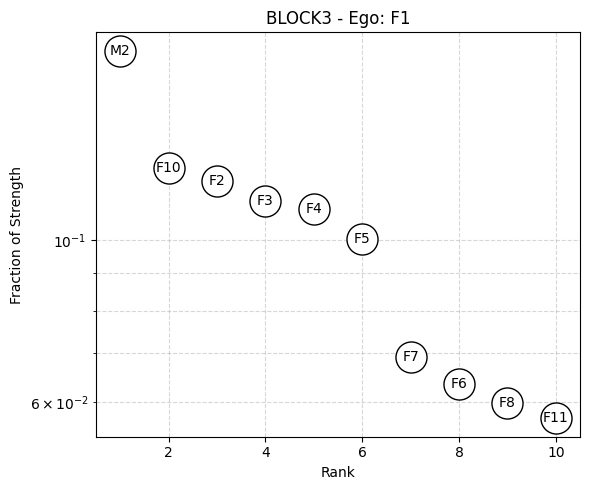 BLOCK3 - Ego: F1
Fraction of Strength
M2
F10
F2
F3
F4
F5
F7
F6
F8
F11
10⁻¹
6 × 10⁻²
2 4 6 8 10
Rank